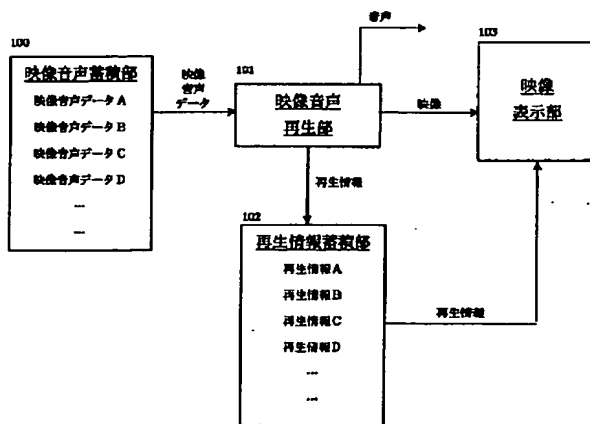 100
映像音声蓄積部
映像音声データA
映像音声データB
映像音声データC
映像音声データD
...
...
映像
音声
データ
101
映像音声
再生部
音声
映像
103
映像
表示部
再生情報
102
再生情報蓄積部
再生情報A
再生情報B
再生情報C
再生情報D
...
...
再生情報